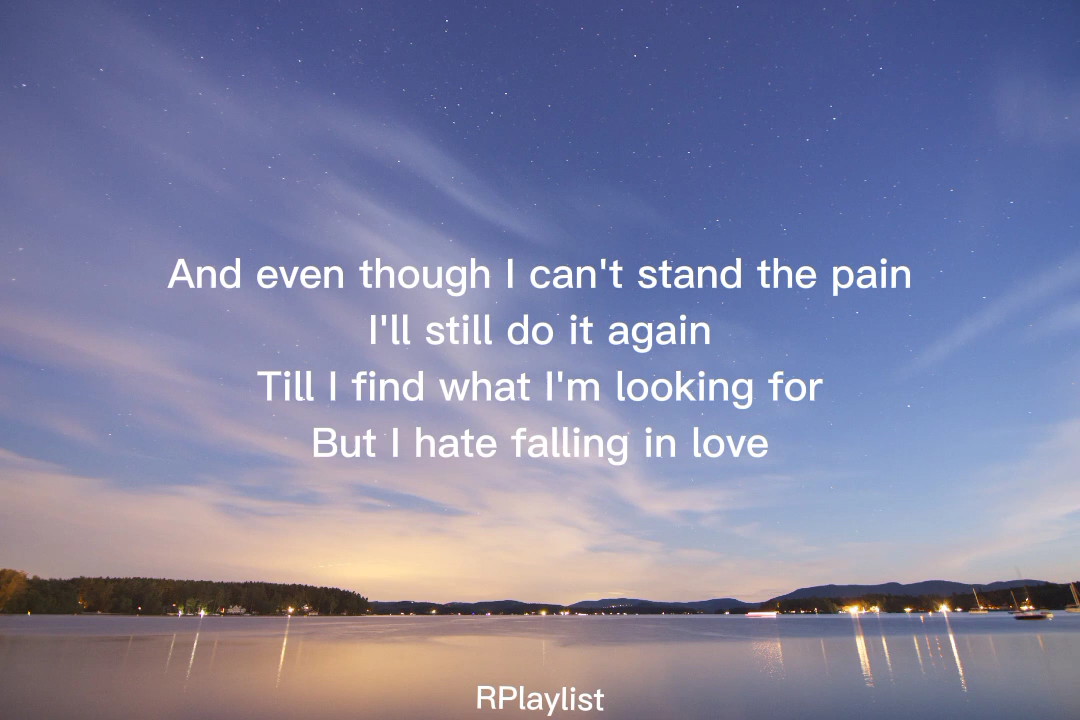 And even though I can't stand the pain
I'll still do it again
Till I find what I'm looking for
But I hate falling in love
RPlaylist